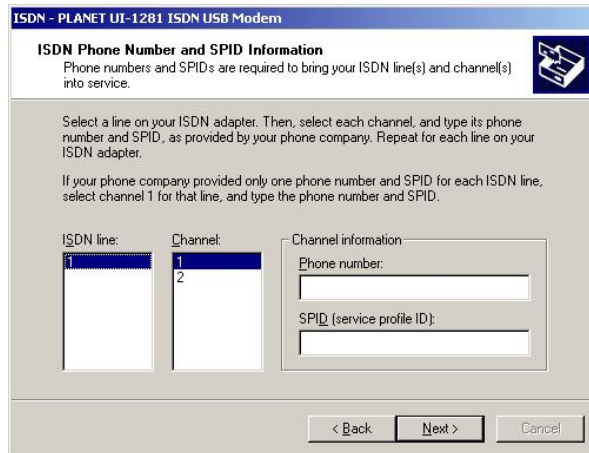 ISDN - PLANET UI-1281 ISDN USB Modem
ISDN Phone Number and SPID Information
Phone numbers and SPIDs are required to bring your ISDN line(s) and channel(s)
into service.
Select a line on your ISDN adapter. Then, select each channel, and type its phone
number and SPID, as provided by your phone company. Repeat for each line on your
ISDN adapter.
If your phone company provided only one phone number and SPID for each ISDN line,
select channel 1 for that line, and type the phone number and SPID.
ISDN line:
1
Channel:
1
2
Channel information
Phone number:
SPID (service profile ID):
< Back
Next >
Cancel